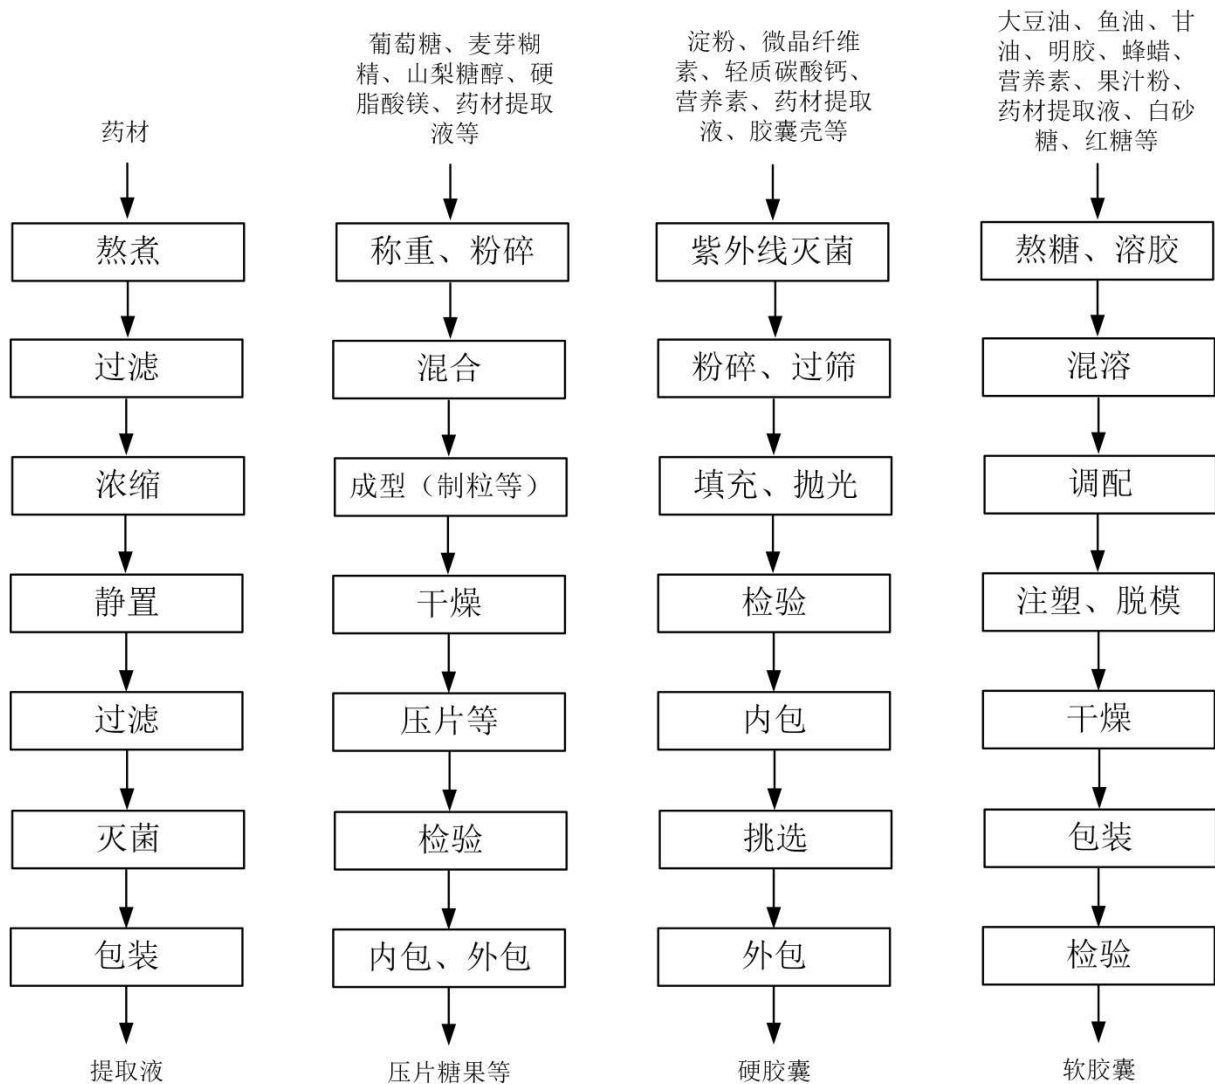 药材
熬煮
过滤
浓缩
静置
过滤
灭菌
包装
提取液
葡萄糖、麦芽糊
精、山梨糖醇、硬
脂酸镁、药材提取
液等
称重、粉碎
混合
成型（制粒等）
干燥
压片等
检验
内包、外包
压片糖果等
淀粉、微晶纤维
素、轻质碳酸钙、
营养素、药材提取
液、胶囊壳等
紫外线灭菌
粉碎、过筛
填充、抛光
检验
内包
挑选
外包
硬胶囊
大豆油、鱼油、甘
油、明胶、蜂蜡、
营养素、果汁粉、
药材提取液、白砂
糖、红糖等
熬糖、溶胶
混溶
调配
注塑、脱模
干燥
包装
检验
软胶囊